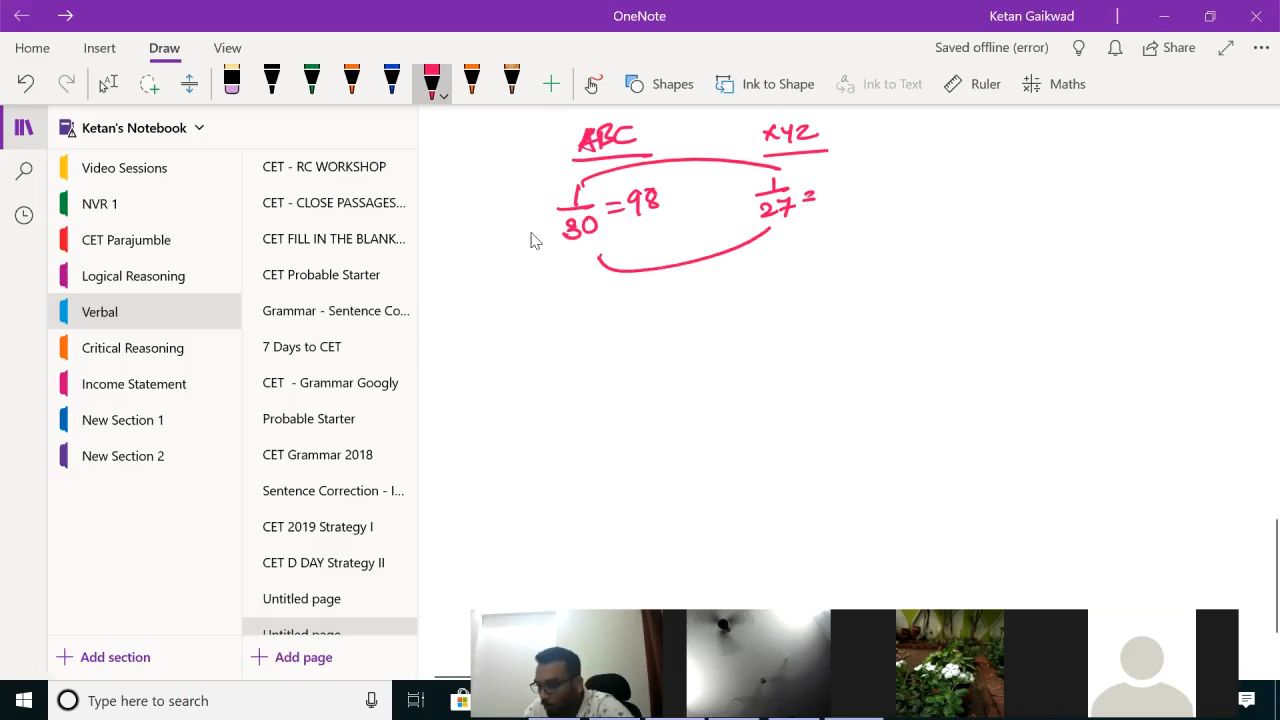 OneNote
Ketan Gaikwad
Home Insert Draw View
Saved offline (error)
Share
Shapes
Ink to Shape
Ink to Text
Ruler
Maths
Ketan's Notebook
Video Sessions
NVR 1
CET Parajumble
Logical Reasoning
Verbal
Critical Reasoning
Income Statement
New Section 1
New Section 2
Add section
CET - RC WORKSHOP
CET - CLOSE PASSAGES...
CET FILL IN THE BLANK...
CET Probable Starter
Grammar - Sentence Co...
7 Days to CET
CET - Grammar Googly
Probable Starter
CET Grammar 2018
Sentence Correction - I...
CET 2019 Strategy I
CET D DAY Strategy II
Untitled page
Untitled page
Add page
ABC XYZ
1 1
30 = 98 27 =
Type here to search